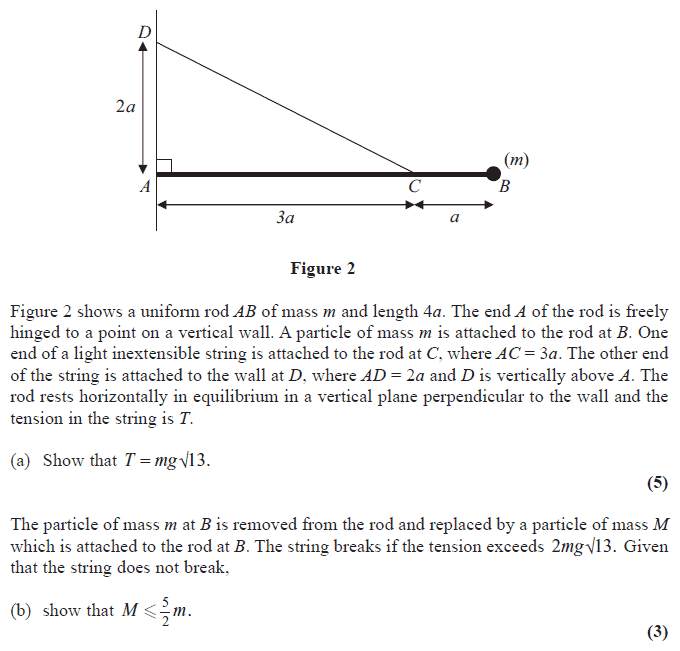 D
2a
(m)
A
C
B
3a
a
Figure 2
Figure 2 shows a uniform rod AB of mass m and length 4a. The end A of the rod is freely
hinged to a point on a vertical wall. A particle of mass m is attached to the rod at B. One
end of a light inextensible string is attached to the rod at C, where AC = 3a. The other end
of the string is attached to the wall at D, where AD = 2a and D is vertically above A. The
rod rests horizontally in equilibrium in a vertical plane perpendicular to the wall and the
tension in the string is T.
(a) Show that T = mg√13.
(5)
The particle of mass m at B is removed from the rod and replaced by a particle of mass M
which is attached to the rod at B. The string breaks if the tension exceeds 2mg√13. Given
that the string does not break,
(b) show that M ⩽ 5/2 m.
(3)